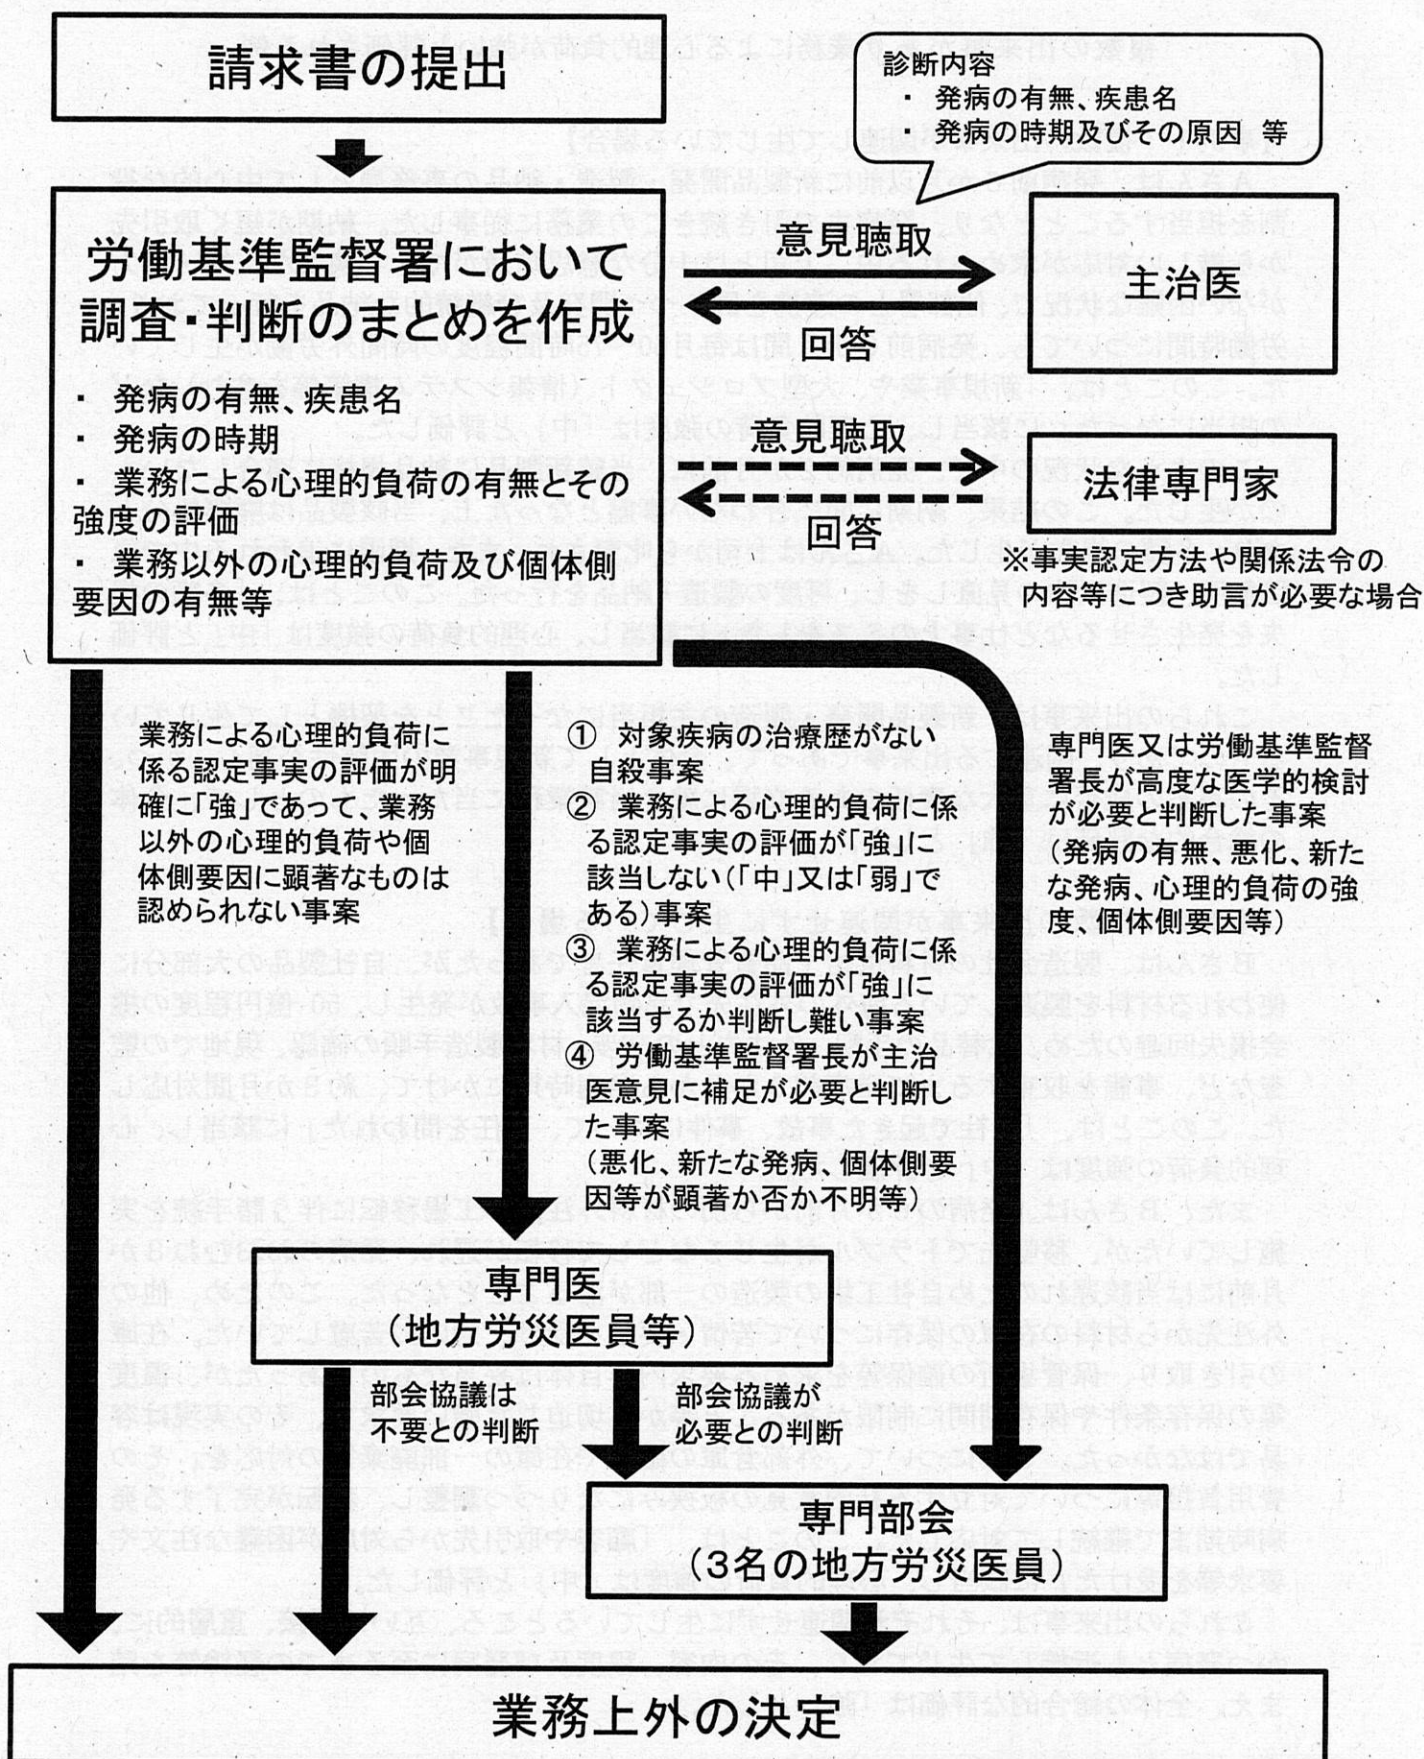 請求書の提出
診断内容
・ 発病の有無、疾患名
・ 発病の時期及びその原因 等
労働基準監督署において
調査・判断のまとめを作成
・ 発病の有無、疾患名
・ 発病の時期
・ 業務による心理的負荷の有無とその
強度の評価
・ 業務以外の心理的負荷及び個体側
要因の有無等
意見聴取
回答
主治医
意見聴取
回答
法律専門家
※事実認定方法や関係法令の
内容等につき助言が必要な場合
業務による心理的負荷に
係る認定事実の評価が明
確に「強」であって、業務
以外の心理的負荷や個
体側要因に顕著なものは
認められない事案
① 対象疾病の治療歴がない
自殺事案
② 業務による心理的負荷に係
る認定事実の評価が「強」に
該当しない(「中」又は「弱」で
ある)事案
③ 業務による心理的負荷に係
る認定事実の評価が「強」に
該当するか判断し難い事案
④ 労働基準監督署長が主治
医意見に補足が必要と判断し
た事案
(悪化、新たな発病、個体側要
因等が顕著か否か不明等)
専門医又は労働基準監督
署長が高度な医学的検討
が必要と判断した事案
(発病の有無、悪化、新た
な発病、心理的負荷の強
度、個体側要因等)
専門医
(地方労災医員等)
部会協議は
不要との判断
部会協議が
必要との判断
専門部会
(3名の地方労災医員)
業務上外の決定